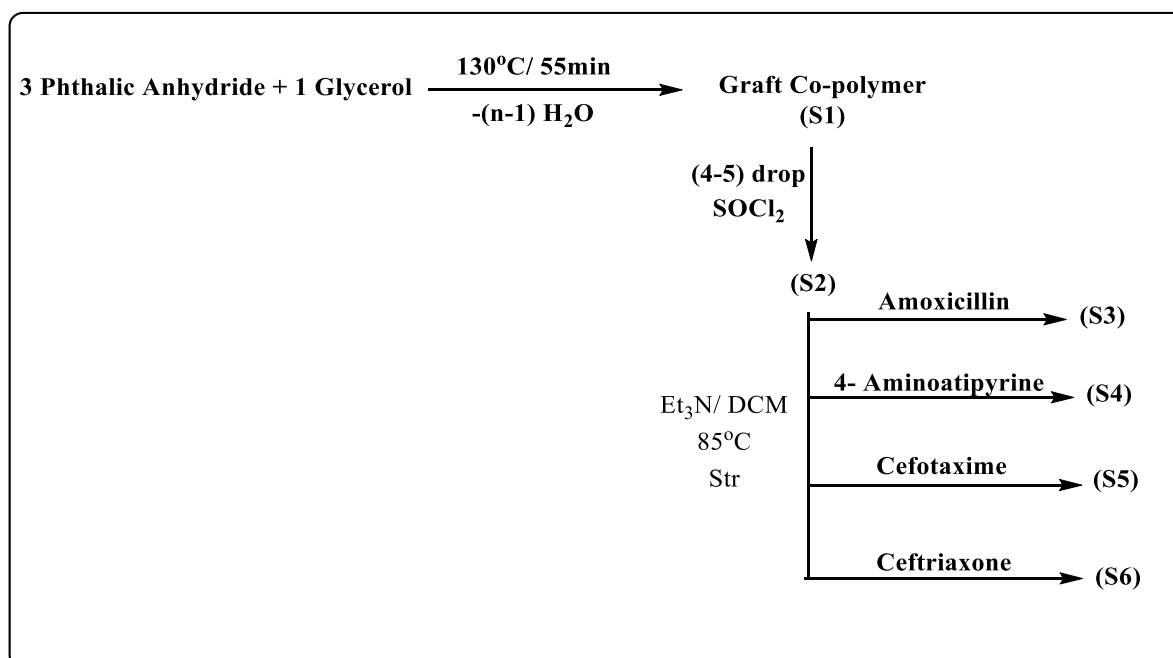 3 Phthalic Anhydride + 1 Glycerol
130°C/ 55min
-(n-1) H₂O
Graft Co-polymer
(S1)
(4-5) drop
SOCl₂
(S2)
Amoxicillin
(S3)
4- Aminoatipyrine
(S4)
Et₃N/ DCM
85°C
Str
Cefotaxime
(S5)
Ceftriaxone
(S6)